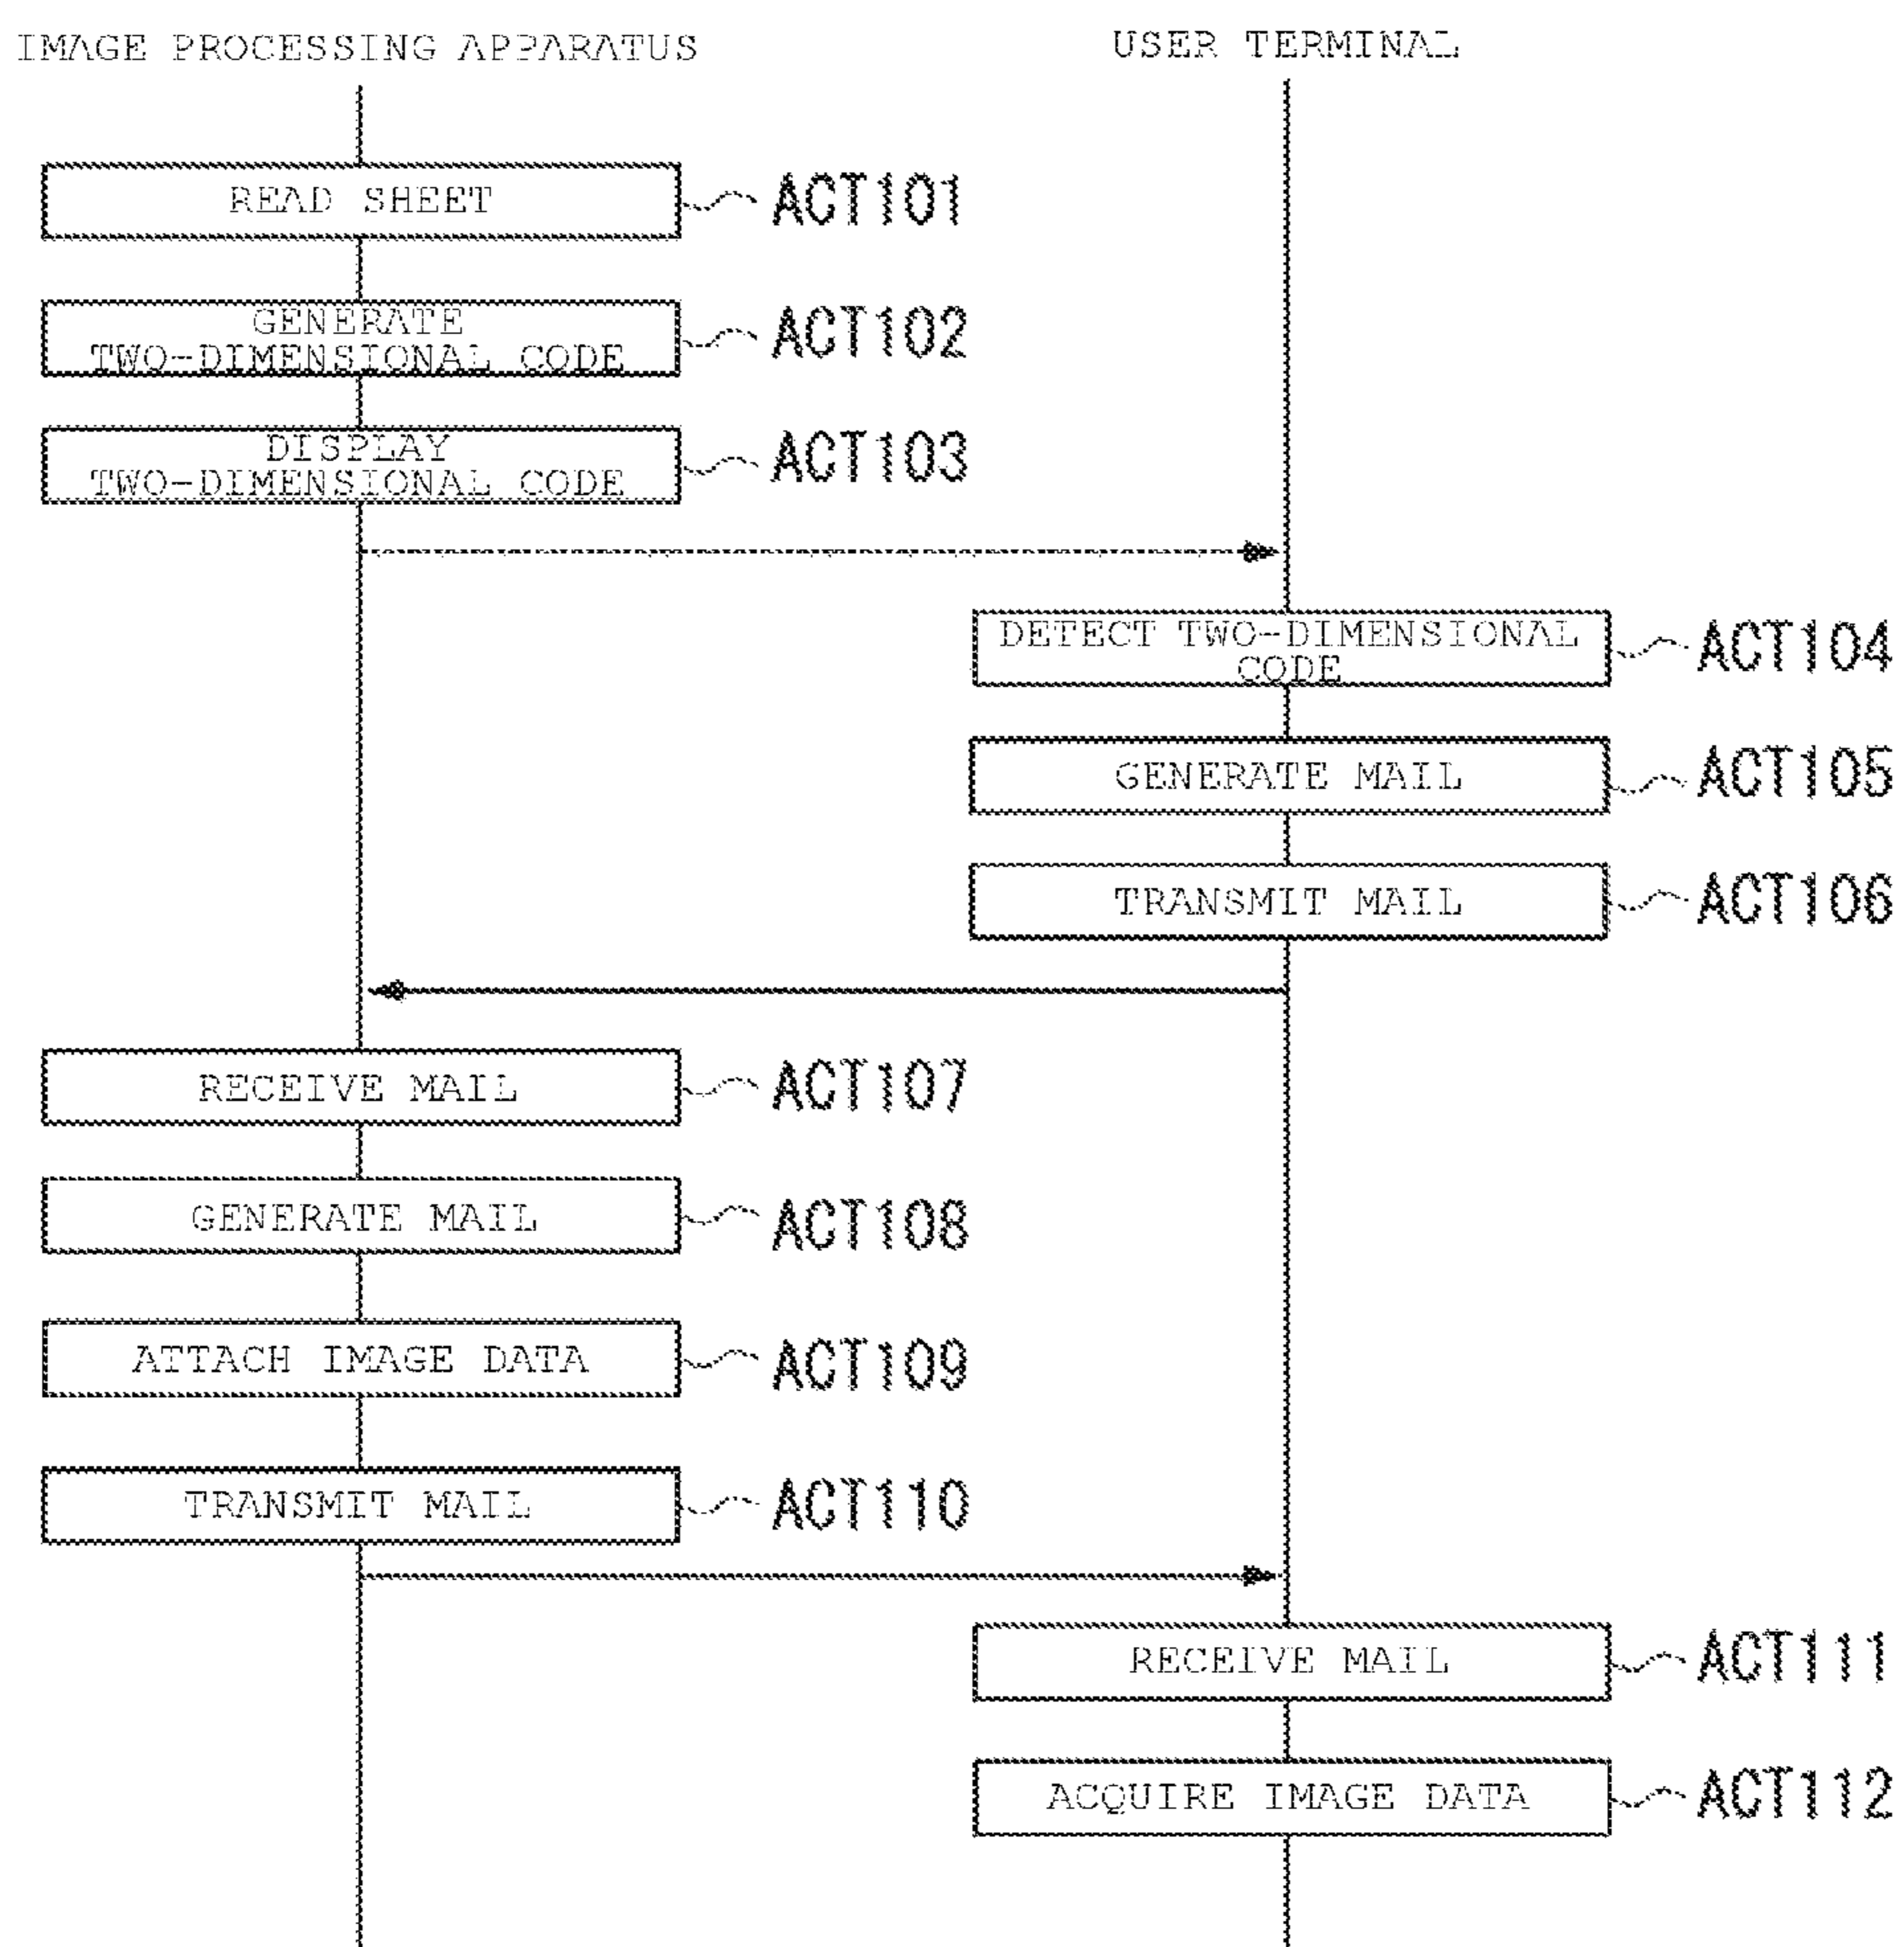 IMAGE PROCESSING APPARATUS
USER TERMINAL
READ SHEET
ACT101
GENERATE
TWO-DIMENSIONAL CODE
ACT102
DISPLAY
TWO-DIMENSIONAL CODE
ACT103
DETECT TWO-DIMENSIONAL
CODE
ACT104
GENERATE MAIL
ACT105
TRANSMIT MAIL
ACT106
RECEIVE MAIL
ACT107
GENERATE MAIL
ACT108
ATTACH IMAGE DATA
ACT109
TRANSMIT MAIL
ACT110
RECEIVE MAIL
ACT111
ACQUIRE IMAGE DATA
ACT112